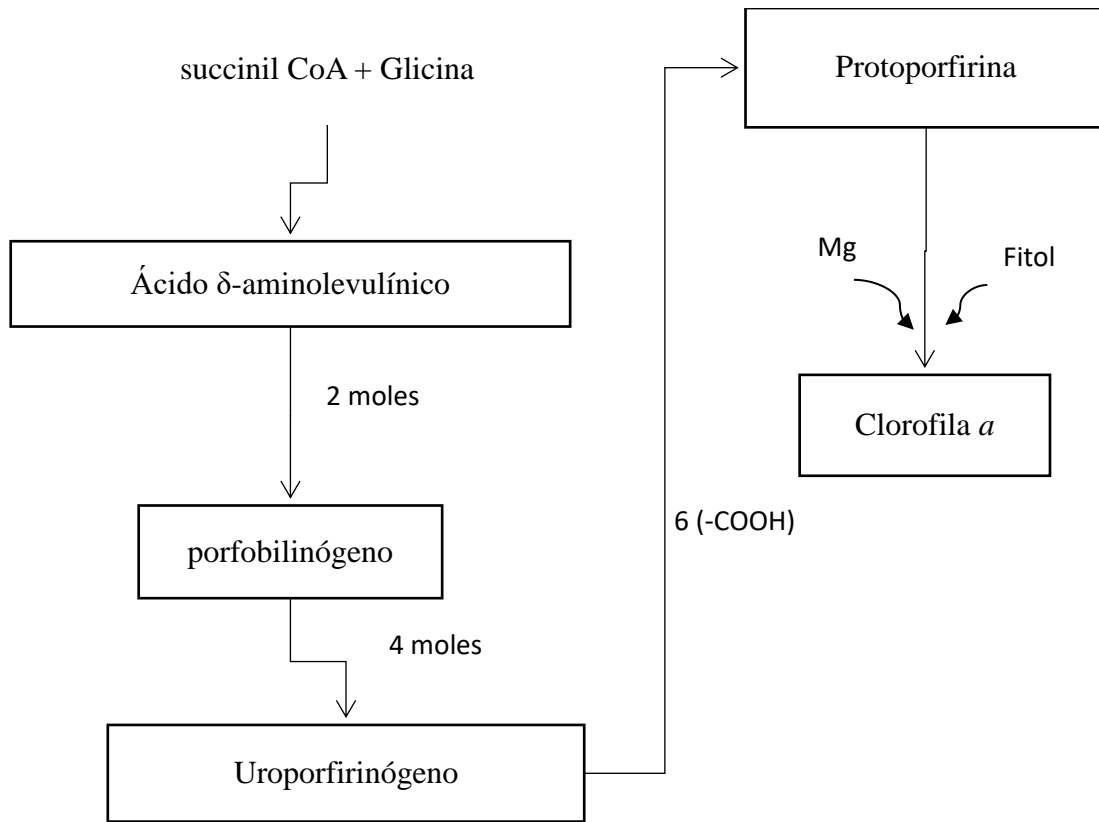 succinil CoA + Glicina
Ácido δ-aminolevulínico
2 moles
porfobilinógeno
4 moles
Uroporfirinógeno
6 (-COOH)
Protoporfirina
Mg
Fitol
Clorofila a